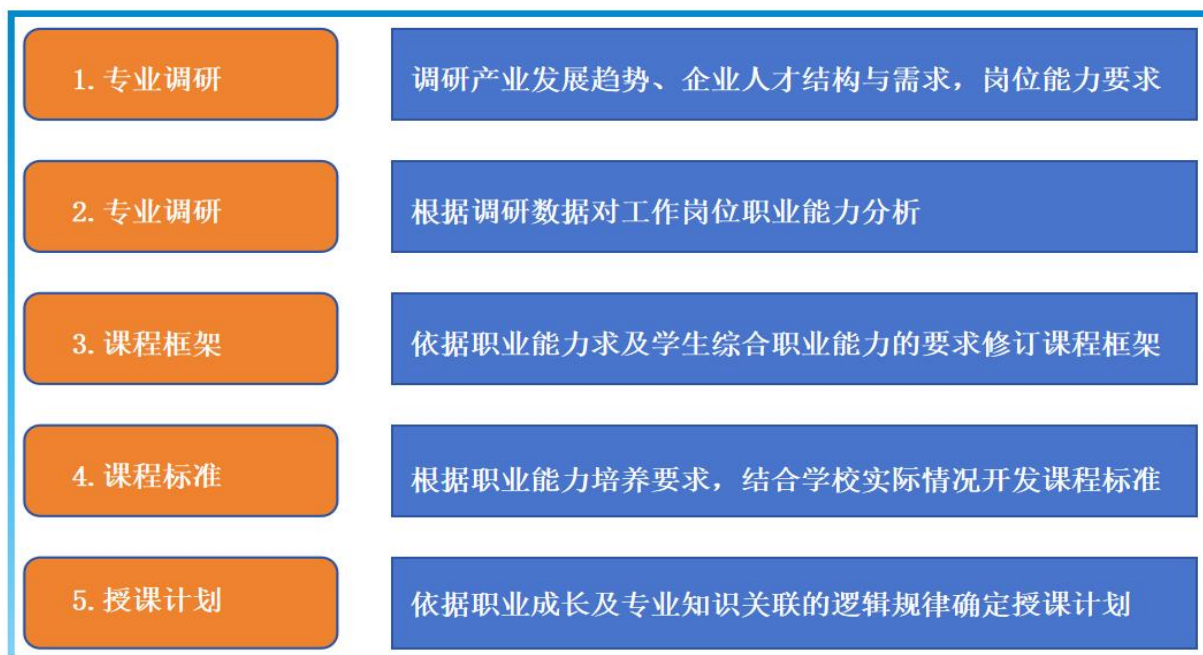 1. 专业调研
调研产业发展趋势、企业人才结构与需求，岗位能力要求
2. 专业调研
根据调研数据对工作岗位职业能力分析
3. 课程框架
依据职业能力求及学生综合职业能力的要求修订课程框架
4. 课程标准
根据职业能力培养要求，结合学校实际情况开发课程标准
5. 授课计划
依据职业成长及专业知识关联的逻辑规律确定授课计划